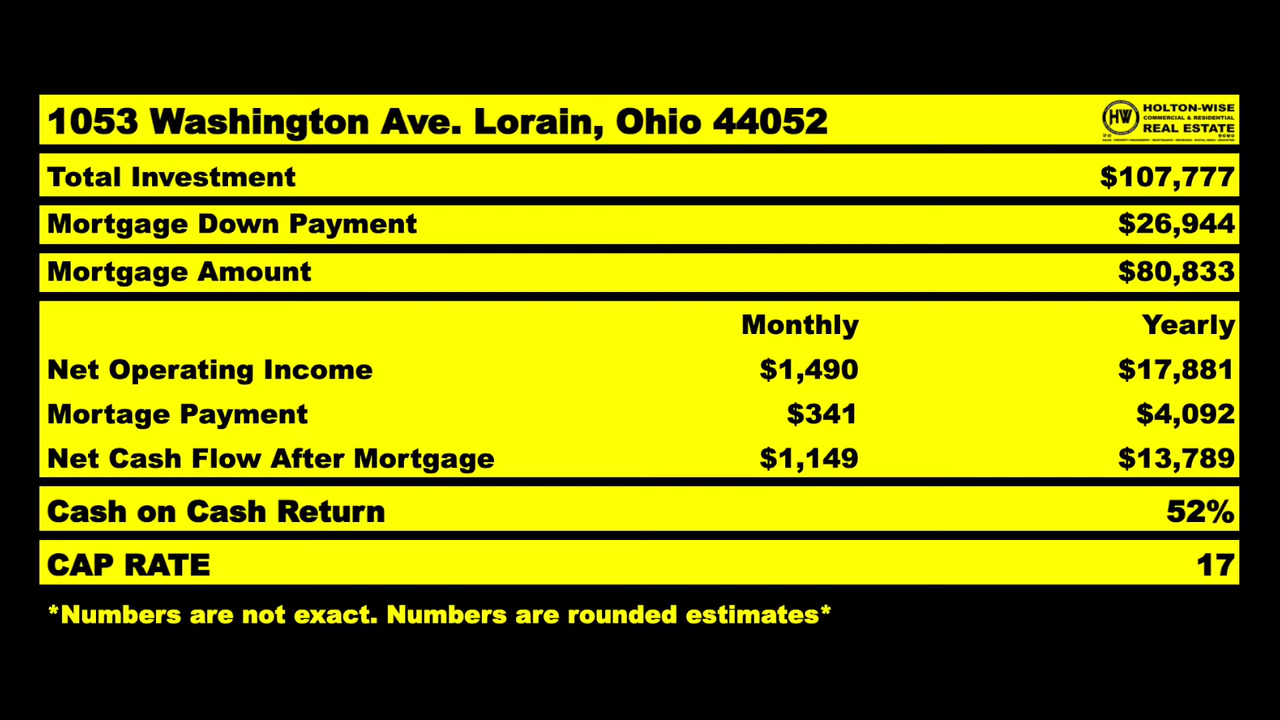 1053 Washington Ave. Lorain, Ohio 44052
HW
HOLTON-WISE
COMMERCIAL & RESIDENTIAL
REAL ESTATE
Total Investment $107,777
Mortgage Down Payment $26,944
Mortgage Amount $80,833
Monthly Yearly
Net Operating Income $1,490 $17,881
Mortage Payment $341 $4,092
Net Cash Flow After Mortgage $1,149 $13,789
Cash on Cash Return 52%
CAP RATE 17
*Numbers are not exact. Numbers are rounded estimates*